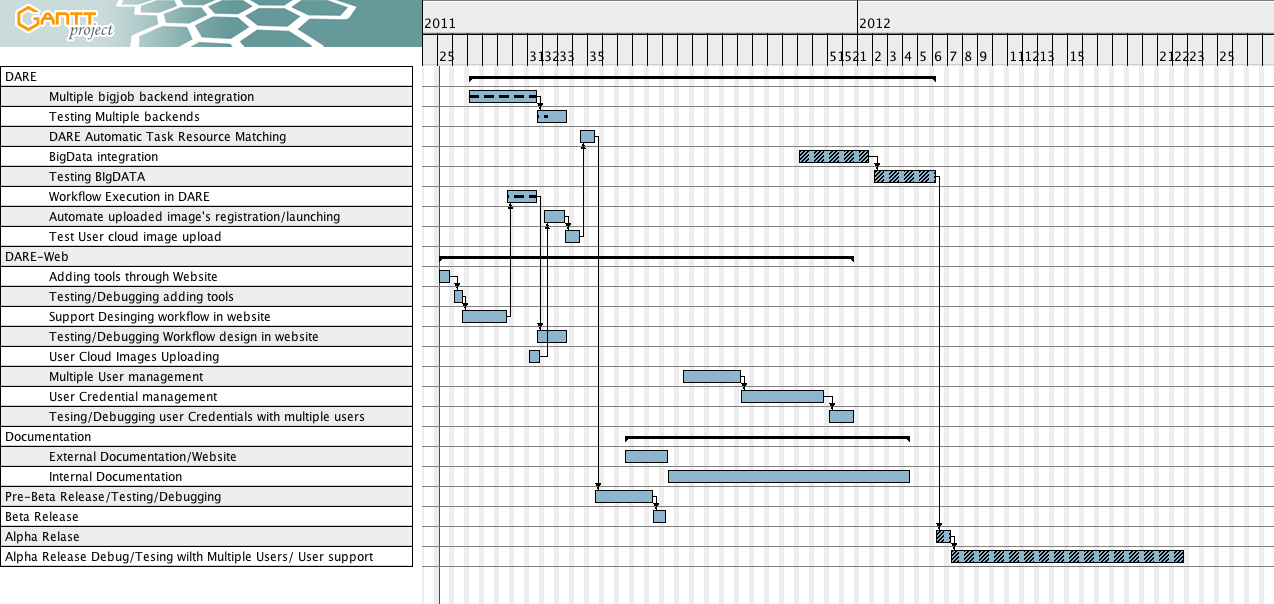 GANTT
project
2011
2012
25 31 32 33 35 51 52 1 2 3 4 5 6 7 8 9 11 12 13 15 21 22 23 25
DARE
Multiple bigjob backend integration
Testing Multiple backends
DARE Automatic Task Resource Matching
BigData integration
Testing BIgDATA
Workflow Execution in DARE
Automate uploaded image's registration/launching
Test User cloud image upload
DARE-Web
Adding tools through Website
Testing/Debugging adding tools
Support Desinging workflow in website
Testing/Debugging Workflow design in website
User Cloud Images Uploading
Multiple User management
User Credential management
Tesing/Debugging user Credentials with multiple users
Documentation
External Documentation/Website
Internal Documentation
Pre-Beta Release/Testing/Debugging
Beta Release
Alpha Relase
Alpha Release Debug/Tesing wilth Multiple Users/ User support